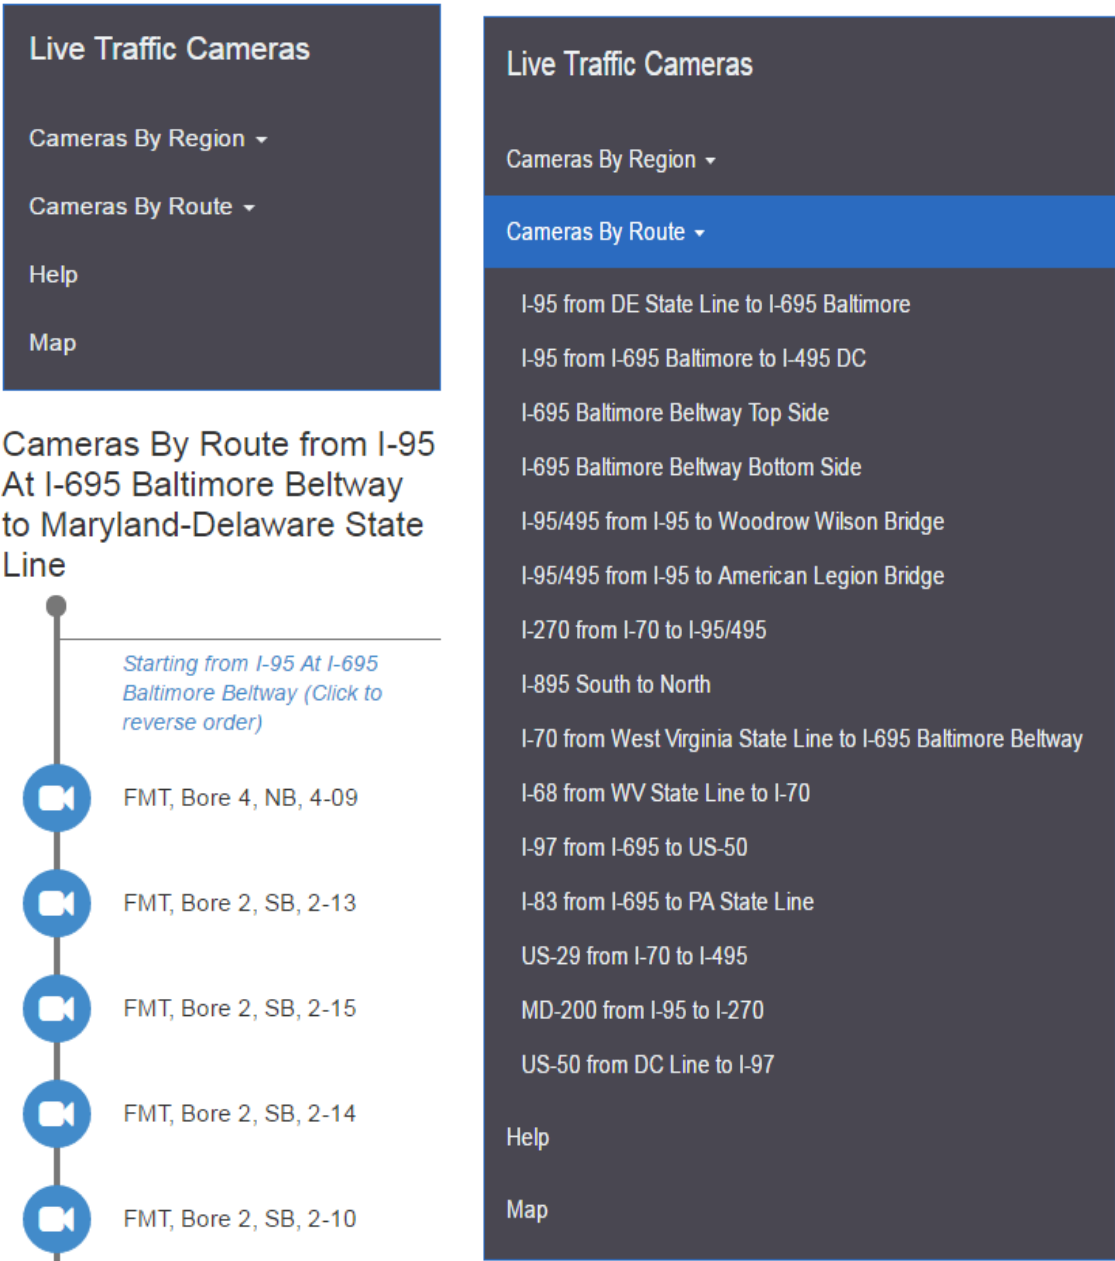 Live Traffic Cameras
Cameras By Region
Cameras By Route
Help
Map
Cameras By Route from I-95
At I-695 Baltimore Beltway
to Maryland-Delaware State
Line
Starting from I-95 At I-695
Baltimore Beltway (Click to
reverse order)
FMT, Bore 4, NB, 4-09
FMT, Bore 2, SB, 2-13
FMT, Bore 2, SB, 2-15
FMT, Bore 2, SB, 2-14
FMT, Bore 2, SB, 2-10
Live Traffic Cameras
Cameras By Region
Cameras By Route
I-95 from DE State Line to I-695 Baltimore
I-95 from I-695 Baltimore to I-495 DC
I-695 Baltimore Beltway Top Side
I-695 Baltimore Beltway Bottom Side
I-95/495 from I-95 to Woodrow Wilson Bridge
I-95/495 from I-95 to American Legion Bridge
I-270 from I-70 to I-95/495
I-895 South to North
I-70 from West Virginia State Line to I-695 Baltimore Beltway
I-68 from WV State Line to I-70
I-97 from I-695 to US-50
I-83 from I-695 to PA State Line
US-29 from I-70 to I-495
MD-200 from I-95 to I-270
US-50 from DC Line to I-97
Help
Map